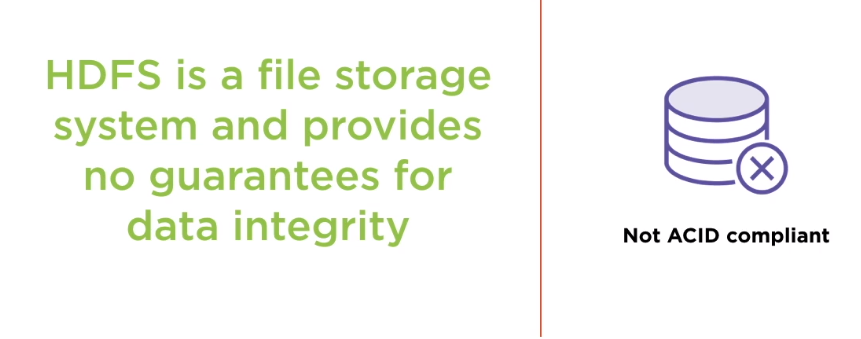 HDFS is a file storage
system and provides
no guarantees for
data integrity
Not ACID compliant